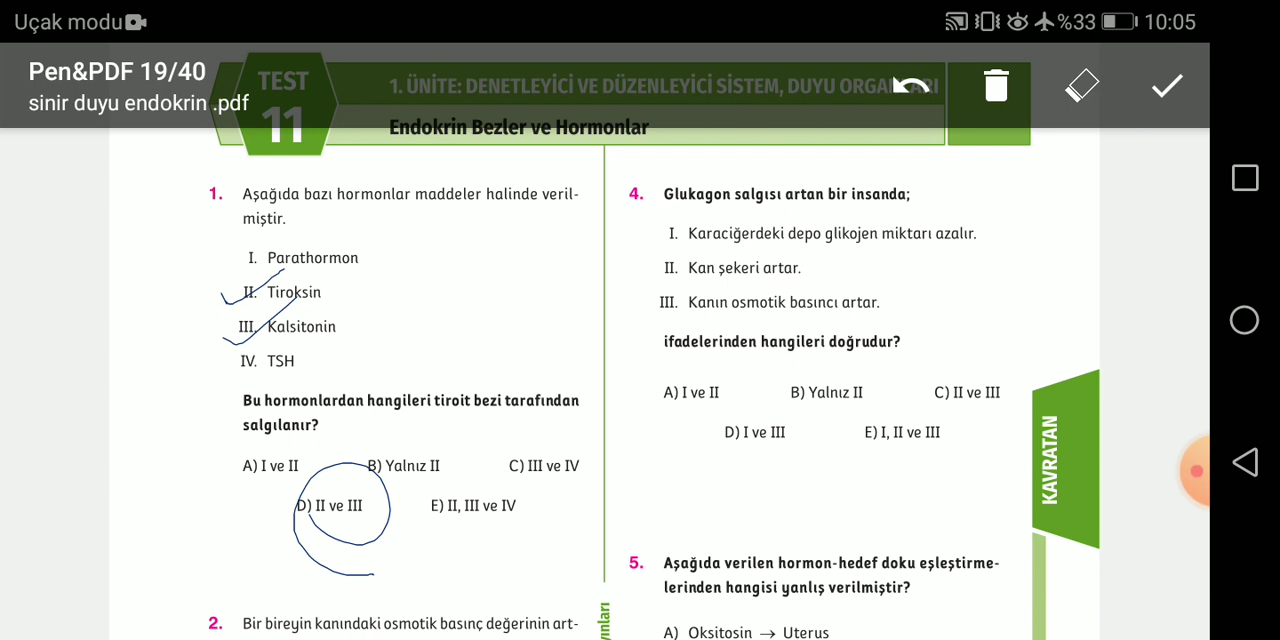 Uçak modu
%33 10:05
Pen&PDF 19/40
sinir duyu endokrin .pdf
TEST
11
1. ÜNİTE: DENETLEYİCİ VE DÜZENLEYİCİ SİSTEM, DUYU ORGANLARI
Endokrin Bezler ve Hormonlar
1. Aşağıda bazı hormonlar maddeler halinde veril-
miştir.
I. Parathormon
II. Tiroksin
III. Kalsitonin
IV. TSH
Bu hormonlardan hangileri tiroit bezi tarafından
salgılanır?
A) I ve II B) Yalnız II C) III ve IV
D) II ve III E) II, III ve IV
2. Bir bireyin kanındaki osmotik basınç değerinin art-
4. Glukagon salgısı artan bir insanda;
I. Karaciğerdeki depo glikojen miktarı azalır.
II. Kan şekeri artar.
III. Kanın osmotik basıncı artar.
ifadelerinden hangileri doğrudur?
A) I ve II B) Yalnız II C) II ve III
D) I ve III E) I, II ve III
5. Aşağıda verilen hormon-hedef doku eşleştirme-
lerinden hangisi yanlış verilmiştir?
A) Oksitosin → Uterus
KAVRATAN